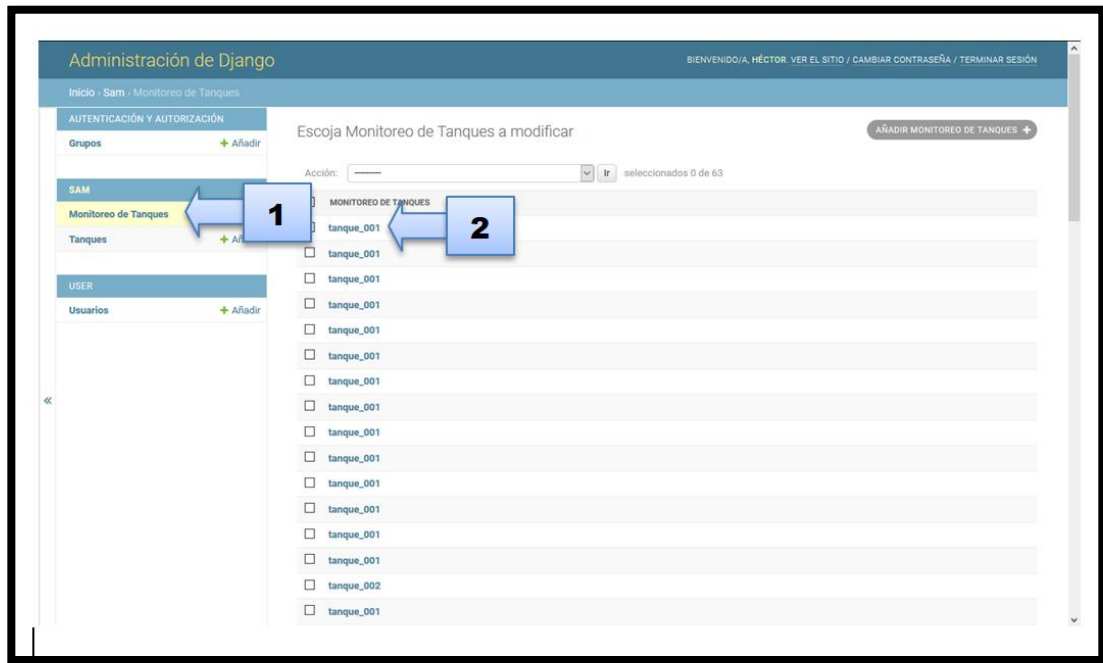 Administración de Django
BIENVENIDO/A, HÉCTOR. VER EL SITIO / CAMBIAR CONTRASEÑA / TERMINAR SESIÓN
Inicio › Sam › Monitoreo de Tanques
AUTENTICACIÓN Y AUTORIZACIÓN
Grupos + Añadir
SAM
Monitoreo de Tanques
1
Tanques +
USER
Usuarios + Añadir
«
Escoja Monitoreo de Tanques a modificar
AÑADIR MONITOREO DE TANQUES +
Acción: --------- Ir seleccionados 0 de 63
MONITOREO DE TANQUES
tanque_001
2
tanque_001
tanque_001
tanque_001
tanque_001
tanque_001
tanque_001
tanque_001
tanque_001
tanque_001
tanque_001
tanque_001
tanque_001
tanque_001
tanque_002
tanque_001